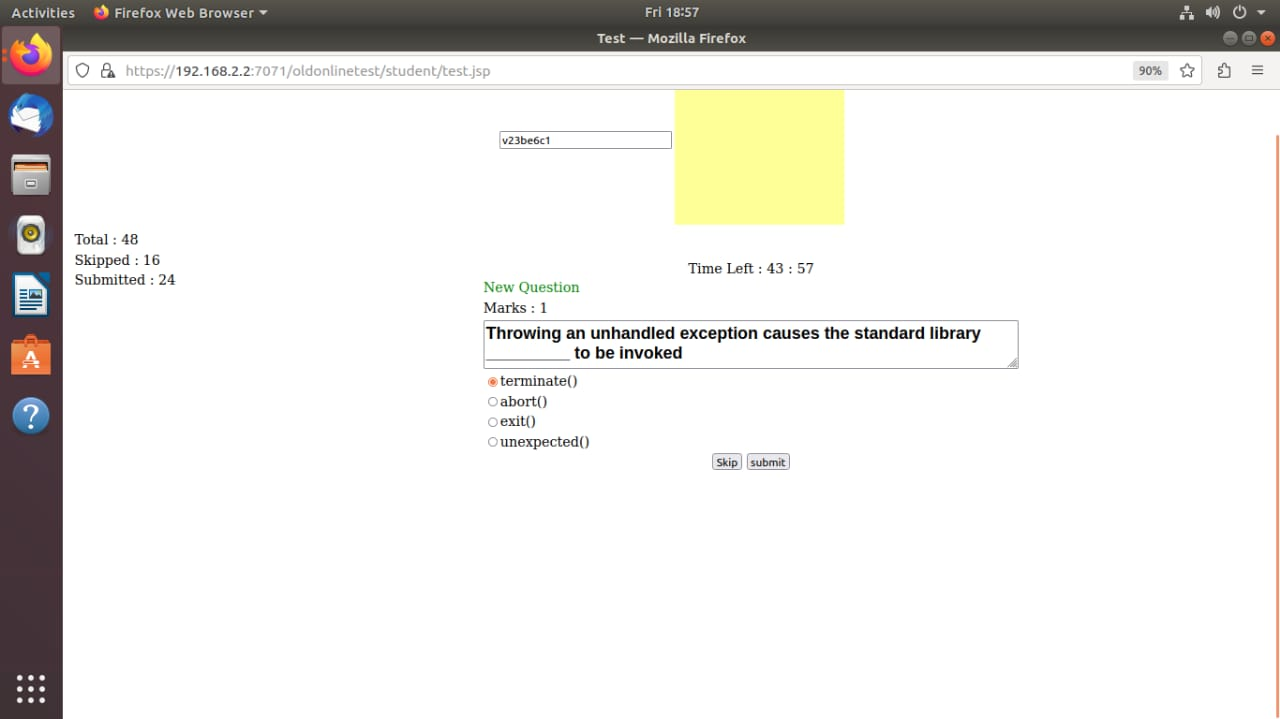 Activities
Firefox Web Browser
Fri 18:57
Test — Mozilla Firefox
https://192.168.2.2:7071/oldonlinetest/student/test.jsp
90%
v23be6c1
Total : 48
Skipped : 16
Submitted : 24
Time Left : 43 : 57
New Question
Marks : 1
Throwing an unhandled exception causes the standard library
__________ to be invoked
terminate()
abort()
exit()
unexpected()
Skip submit